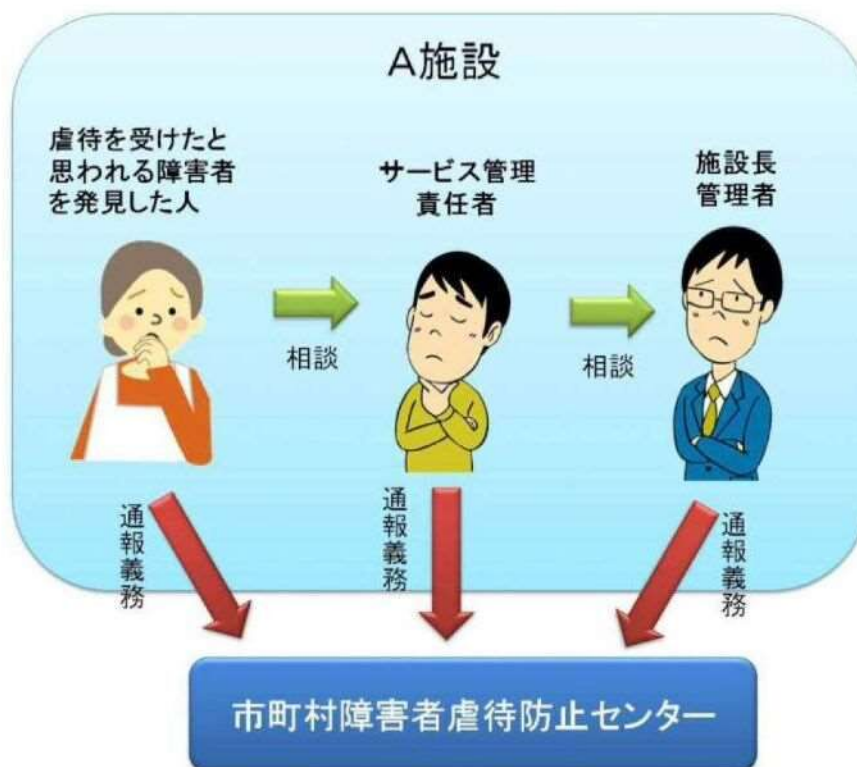 A施設
虐待を受けたと
思われる障害者
を発見した人
サービス管理
責任者
施設長
管理者
相談
相談
通報義務
通報義務
通報義務
市町村障害者虐待防止センター